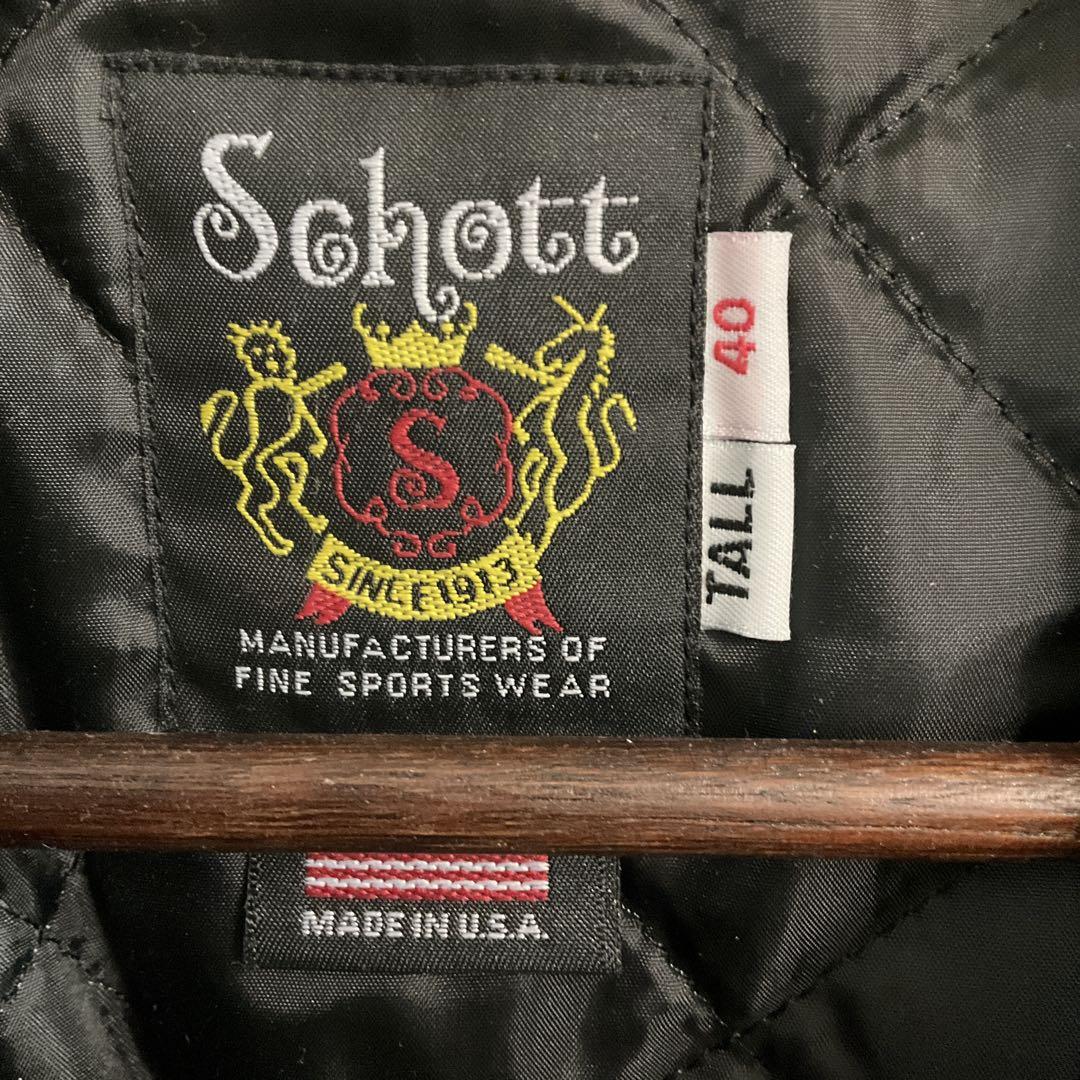 Schott
S
SINCE 1913
MANUFACTURERS OF
FINE SPORTS WEAR
40
TALL
MADE IN U.S.A.